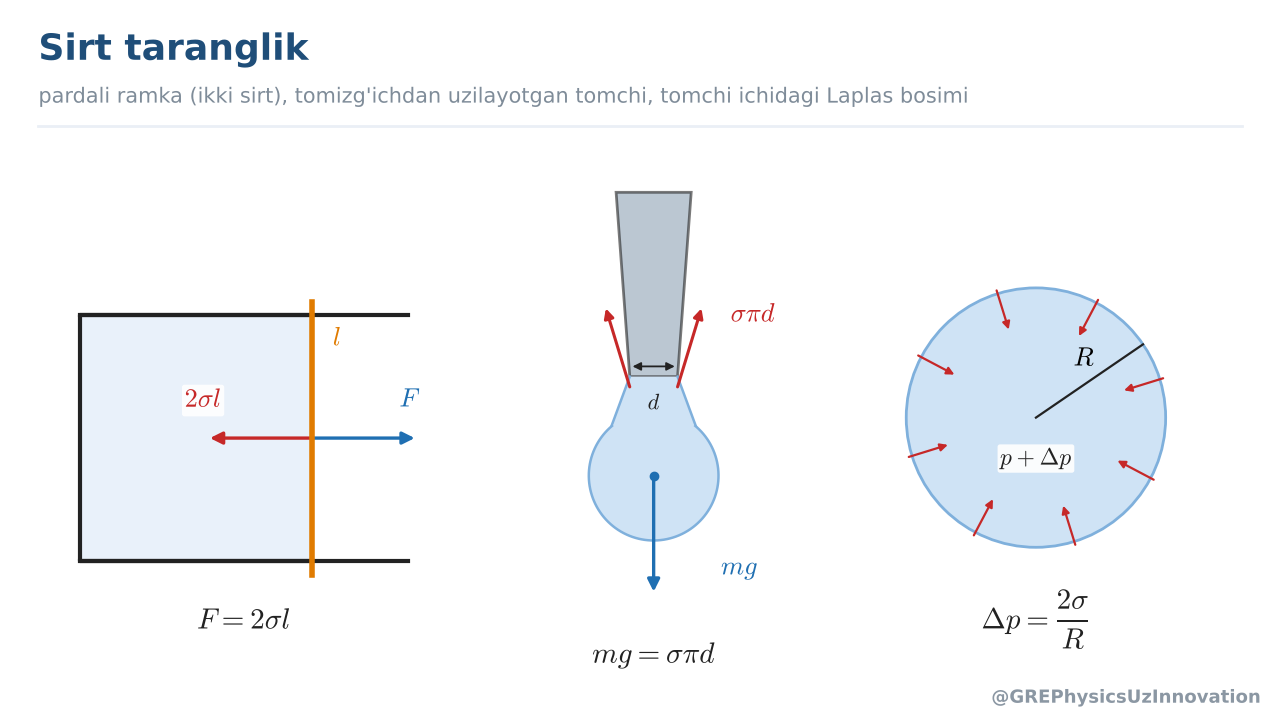 Sirt taranglik
pardali ramka (ikki sirt), tomizg'ichdan uzilayotgan tomchi, tomchi ichidagi Laplas bosimi
l
2σl
F
F = 2σl
σπd
d
mg
mg = σπd
R
p + Δp
Δp = 2σ/R
@GREPhysicsUzInnovation